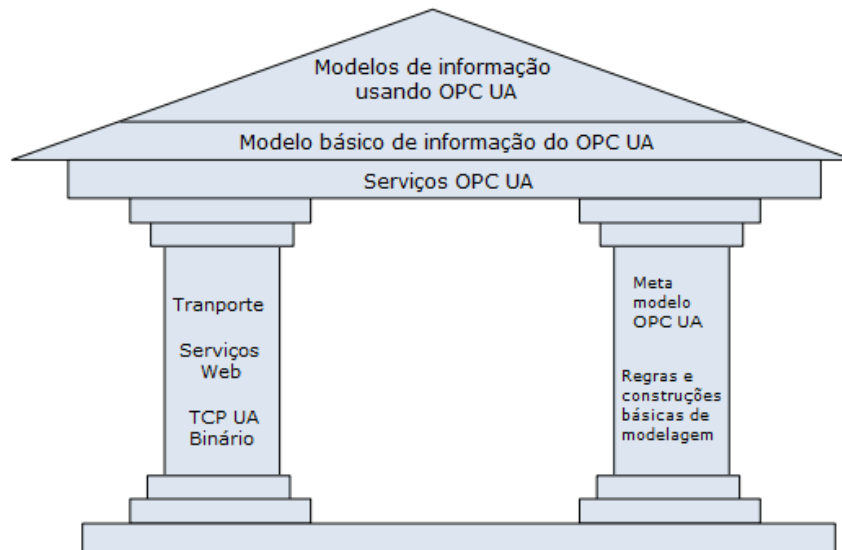 Modelos de informação
usando OPC UA
Modelo básico de informação do OPC UA
Serviços OPC UA
Tranporte
Serviços
Web
TCP UA
Binário
Meta
modelo
OPC UA
Regras e
construções
básicas de
modelagem